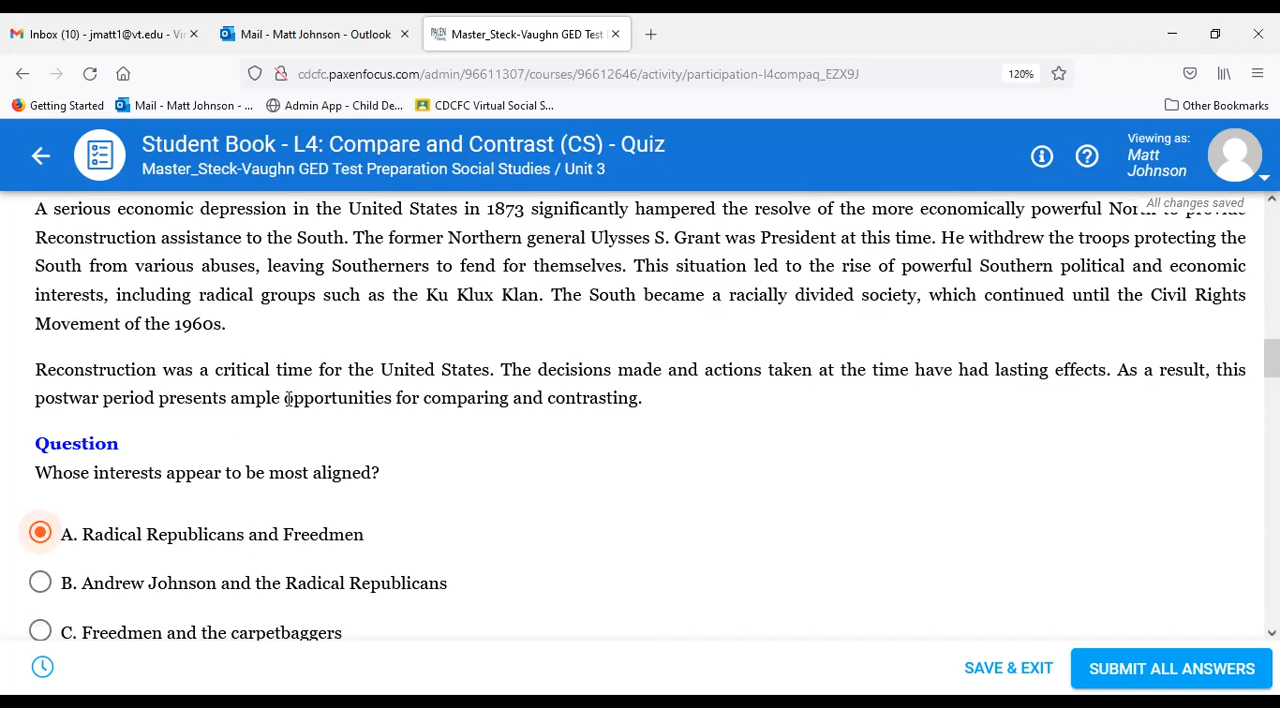 Inbox (10) - jmatt1@vt.edu - Vi
Mail - Matt Johnson - Outlook
Master_Steck-Vaughn GED Test
cdcfc.paxenfocus.com/admin/96611307/courses/96612646/activity/participation-l4compaq_EZX9J
120%
Getting Started
Mail - Matt Johnson - ...
Admin App - Child De...
CDCFC Virtual Social S...
Other Bookmarks
Student Book - L4: Compare and Contrast (CS) - Quiz
Master_Steck-Vaughn GED Test Preparation Social Studies / Unit 3
Viewing as:
Matt
Johnson
All changes saved
A serious economic depression in the United States in 1873 significantly hampered the resolve of the more economically powerful North to provide
Reconstruction assistance to the South. The former Northern general Ulysses S. Grant was President at this time. He withdrew the troops protecting the
South from various abuses, leaving Southerners to fend for themselves. This situation led to the rise of powerful Southern political and economic
interests, including radical groups such as the Ku Klux Klan. The South became a racially divided society, which continued until the Civil Rights
Movement of the 1960s.
Reconstruction was a critical time for the United States. The decisions made and actions taken at the time have had lasting effects. As a result, this
postwar period presents ample opportunities for comparing and contrasting.
Question
Whose interests appear to be most aligned?
A. Radical Republicans and Freedmen
B. Andrew Johnson and the Radical Republicans
C. Freedmen and the carpetbaggers
SAVE & EXIT
SUBMIT ALL ANSWERS